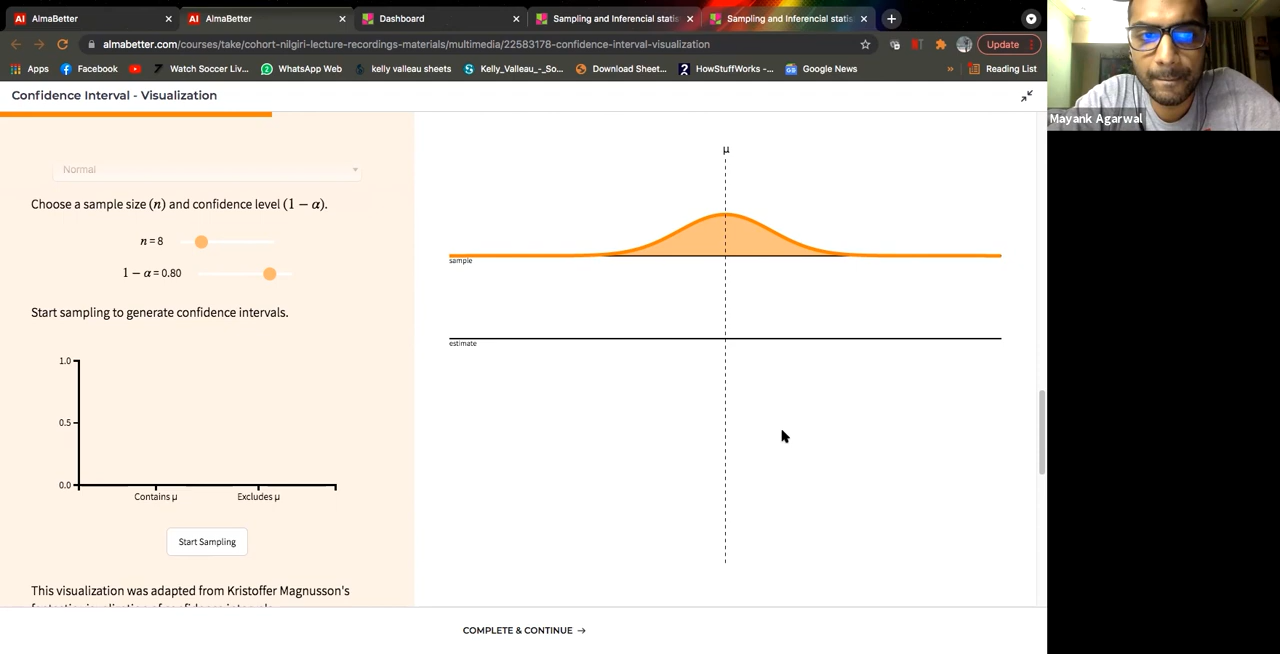 AlmaBetter
AlmaBetter
Dashboard
Sampling and Inferencial statis
Sampling and Inferencial statis
almabetter.com/courses/take/cohort-nilgiri-lecture-recordings-materials/multimedia/22583178-confidence-interval-visualization
Update
Apps
Facebook
Watch Soccer Liv...
WhatsApp Web
kelly valleau sheets
Kelly_Valleau_-_So...
Download Sheet...
HowStuffWorks -...
Google News
»
Reading List
Confidence Interval - Visualization
Mayank Agarwal
Normal
Choose a sample size (n) and confidence level (1 − α).
n = 8
1 − α = 0.80
Start sampling to generate confidence intervals.
1.0
0.5
0.0
Contains μ
Excludes μ
Start Sampling
This visualization was adapted from Kristoffer Magnusson's
μ
sample
estimate
COMPLETE & CONTINUE →